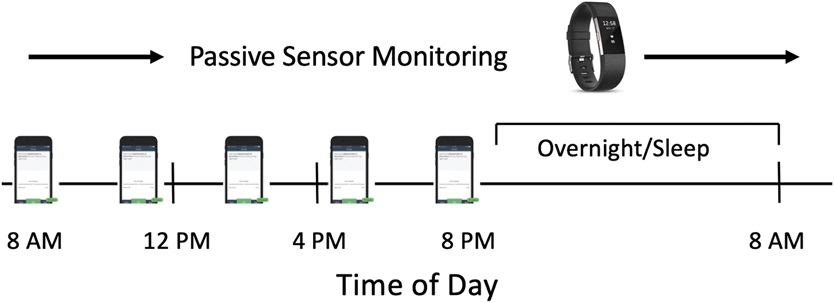 Passive Sensor Monitoring
12:58
Overnight/Sleep
8 AM 12 PM 4 PM 8 PM 8 AM
Time of Day